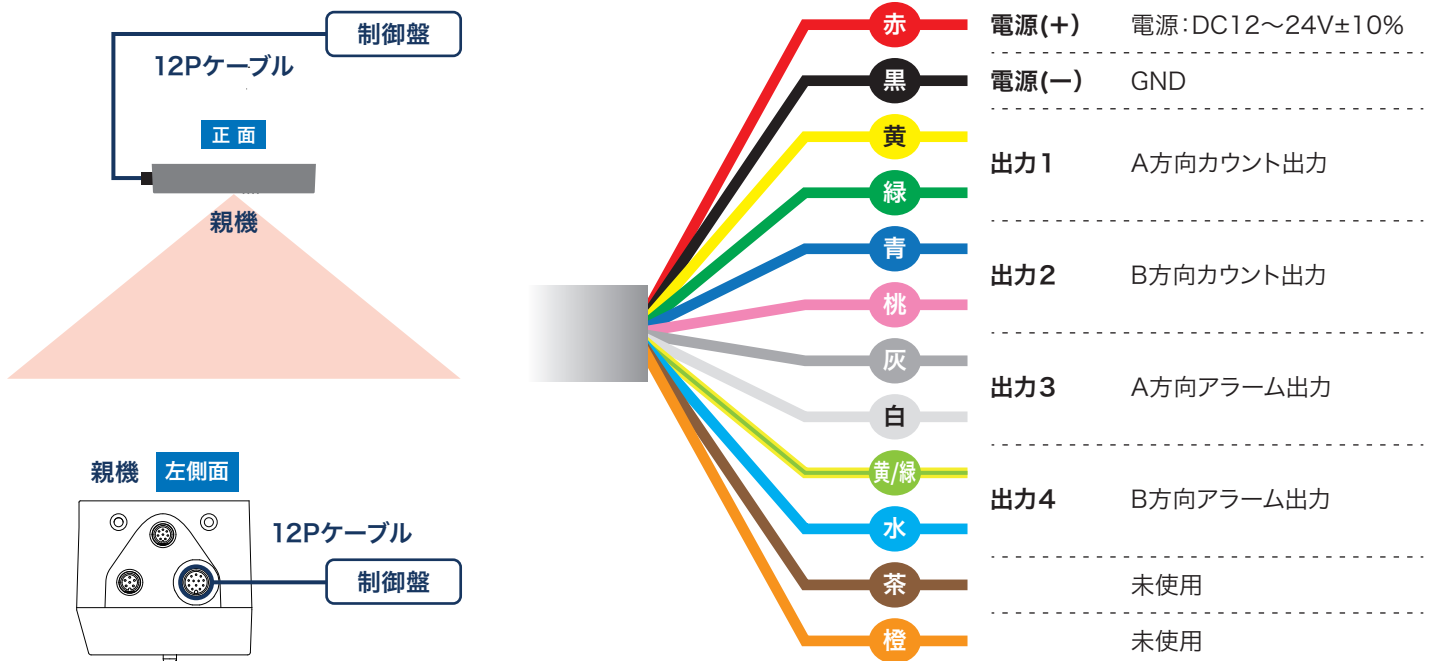 制御盤
12Pケーブル
正 面
親機
親機 左側面
12Pケーブル
制御盤
赤 電源(+) 電源:DC12～24V±10%
黒 電源(ー) GND
黄
出力1 A方向カウント出力
緑
青
出力2 B方向カウント出力
桃
灰
出力3 A方向アラーム出力
白
黄/緑
出力4 B方向アラーム出力
水
茶 未使用
橙 未使用